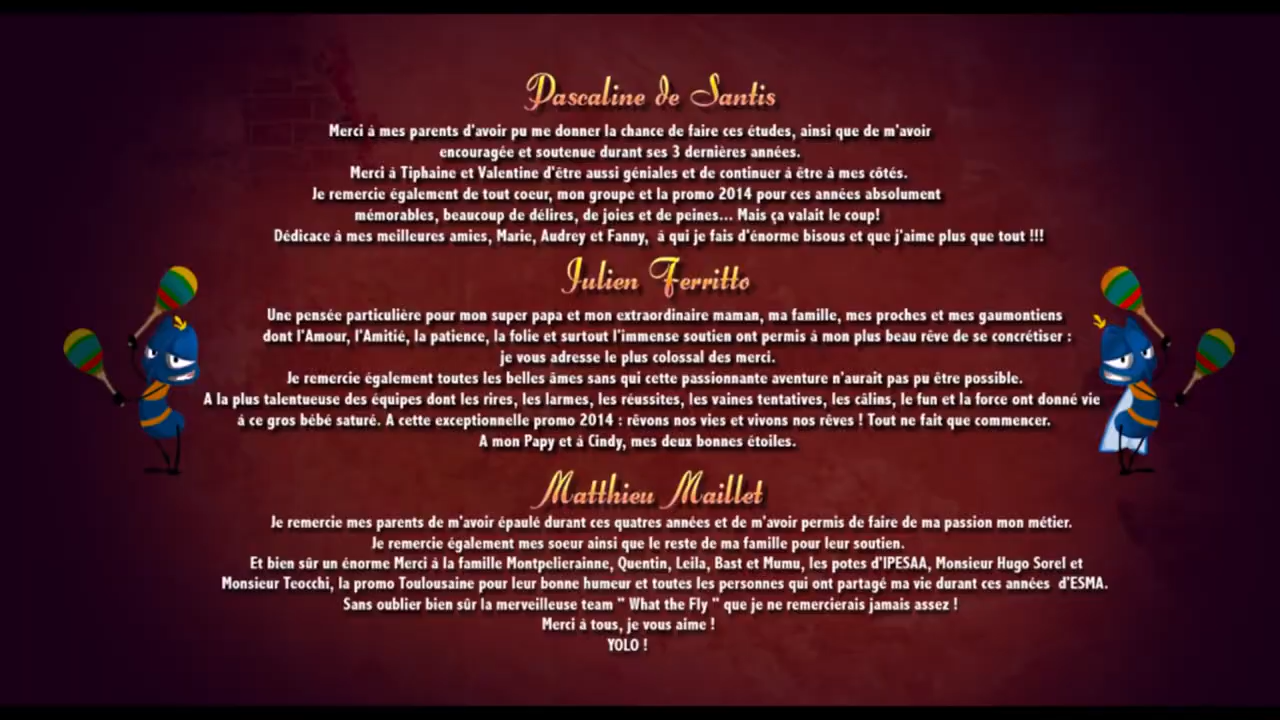 Pascaline de Santis
Merci à mes parents d'avoir pu me donner la chance de faire ces études, ainsi que de m'avoir
encouragée et soutenue durant ses 3 dernières années.
Merci à Tiphaine et Valentine d'être aussi géniales et de continuer à être à mes côtés.
Je remercie également de tout coeur, mon groupe et la promo 2014 pour ces années absolument
mémorables, beaucoup de délires, de joies et de peines... Mais ça valait le coup!
Dédicace à mes meilleures amies, Marie, Audrey et Fanny, à qui je fais d'énorme bisous et que j'aime plus que tout !!!
Julien Ferritto
Une pensée particulière pour mon super papa et mon extraordinaire maman, ma famille, mes proches et mes gaumontiens
dont l'Amour, l'Amitié, la patience, la folie et surtout l'immense soutien ont permis à mon plus beau rêve de se concrétiser :
je vous adresse le plus colossal des merci.
Je remercie également toutes les belles âmes sans qui cette passionnante aventure n'aurait pas pu être possible.
A la plus talentueuse des équipes dont les rires, les larmes, les réussites, les vaines tentatives, les câlins, le fun et la force ont donné vie
à ce gros bébé saturé. A cette exceptionnelle promo 2014 : rêvons nos vies et vivons nos rêves ! Tout ne fait que commencer.
A mon Papy et à Cindy, mes deux bonnes étoiles.
Matthieu Maillet
Je remercie mes parents de m'avoir épaulé durant ces quatres années et de m'avoir permis de faire de ma passion mon métier.
Je remercie également mes soeur ainsi que le reste de ma famille pour leur soutien.
Et bien sûr un énorme Merci à la famille Montpelierainne, Quentin, Leila, Bast et Mumu, les potes d'IPESAA, Monsieur Hugo Sorel et
Monsieur Teocchi, la promo Toulousaine pour leur bonne humeur et toutes les personnes qui ont partagé ma vie durant ces années d'ESMA.
Sans oublier bien sûr la merveilleuse team " What the Fly " que je ne remercierais jamais assez !
Merci à tous, je vous aime !
YOLO !